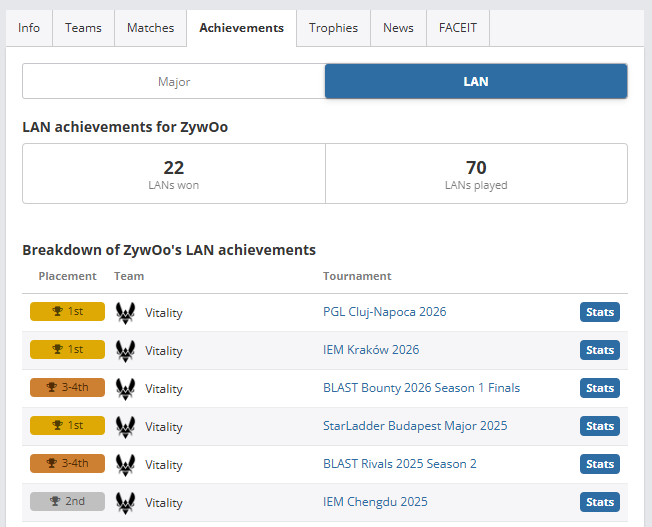 Info Teams Matches Achievements Trophies News FACEIT
Major LAN
LAN achievements for ZywOo
22 70
LANs won LANs played
Breakdown of ZywOo's LAN achievements
Placement Team Tournament
1st Vitality PGL Cluj-Napoca 2026 Stats
1st Vitality IEM Kraków 2026 Stats
3-4th Vitality BLAST Bounty 2026 Season 1 Finals Stats
1st Vitality StarLadder Budapest Major 2025 Stats
3-4th Vitality BLAST Rivals 2025 Season 2 Stats
2nd Vitality IEM Chengdu 2025 Stats